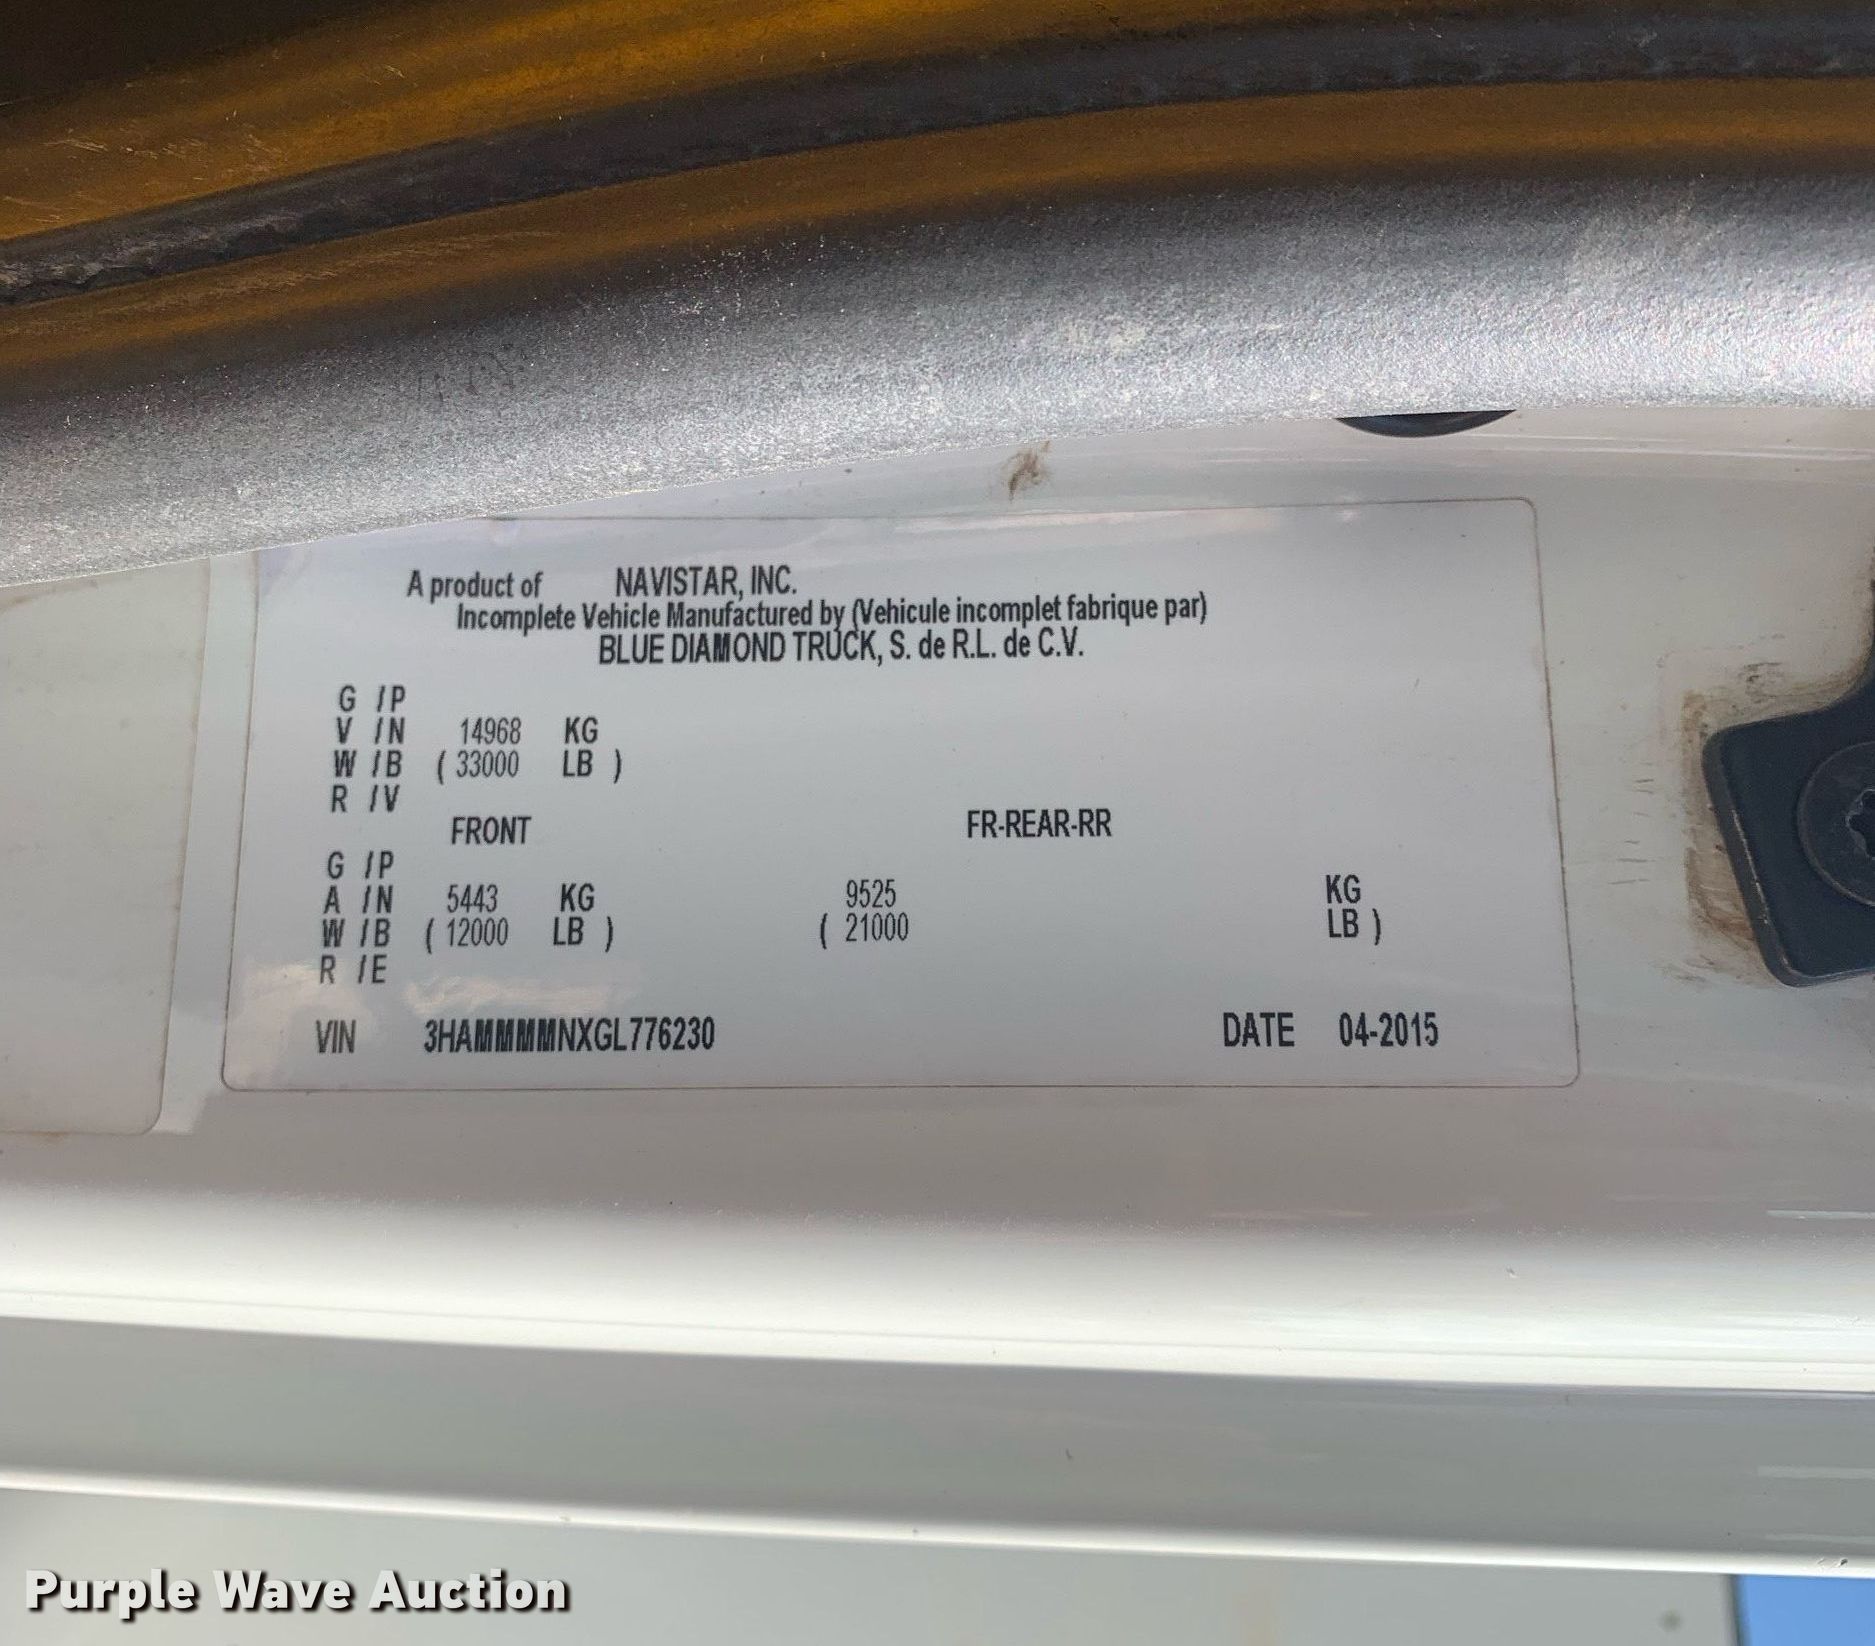 A product of NAVISTAR, INC.
Incomplete Vehicle Manufactured by (Vehicule incomplet fabrique par)
BLUE DIAMOND TRUCK, S. de R.L. de C.V.
G /P
V /N 14968 KG
W /B ( 33000 LB )
R /V
FRONT FR-REAR-RR
G /P
A /N 5443 KG 9525 KG
W /B ( 12000 LB ) ( 21000 LB )
R /E
VIN 3HAMMMMNXGL776230 DATE 04-2015
Purple Wave Auction